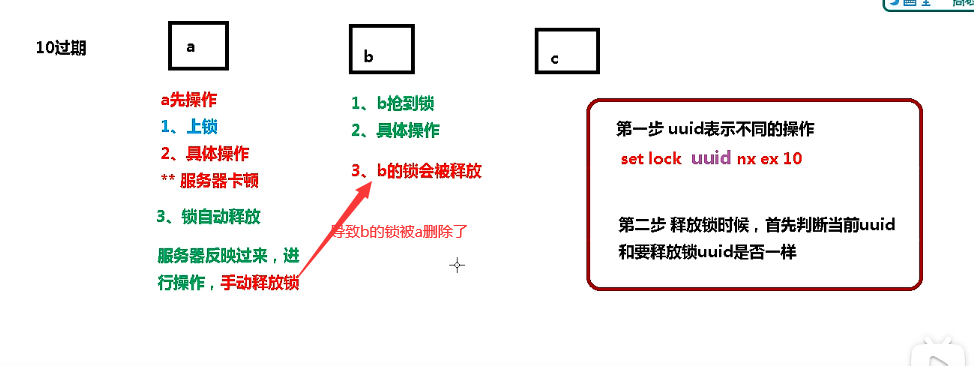 10过期
a
b
c
a先操作
1、上锁
2、具体操作
** 服务器卡顿
3、锁自动释放
服务器反映过来，进
行操作，手动释放锁
1、b抢到锁
2、具体操作
3、b的锁会被释放
导致b的锁被a删除了
第一步 uuid表示不同的操作
set lock uuid nx ex 10
第二步 释放锁时候，首先判断当前uuid
和要释放锁uuid是否一样